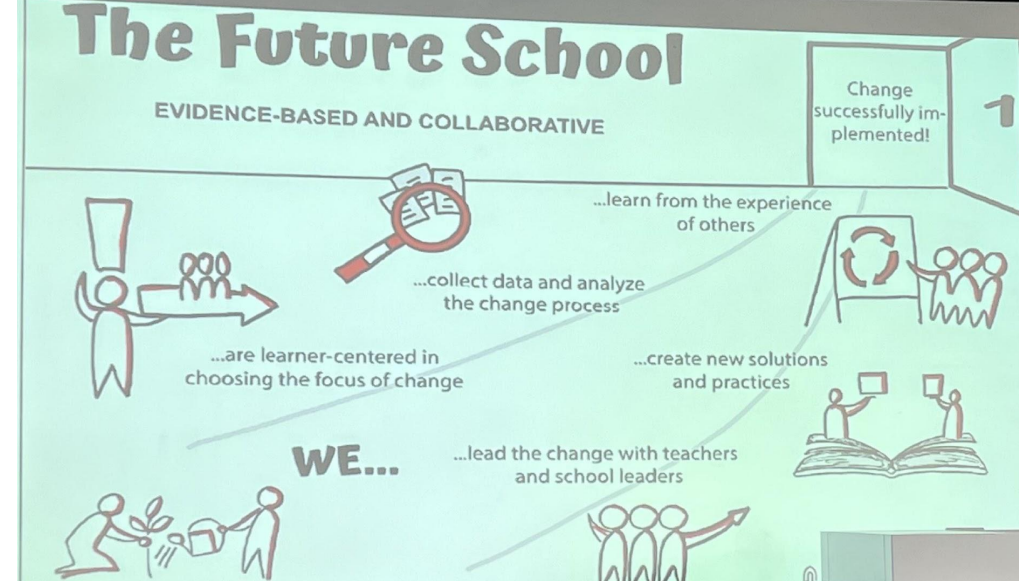 The Future School
EVIDENCE-BASED AND COLLABORATIVE
Change
successfully im-
plemented!
1
...learn from the experience
of others
...collect data and analyze
the change process
...are learner-centered in
choosing the focus of change
...create new solutions
and practices
WE...
...lead the change with teachers
and school leaders